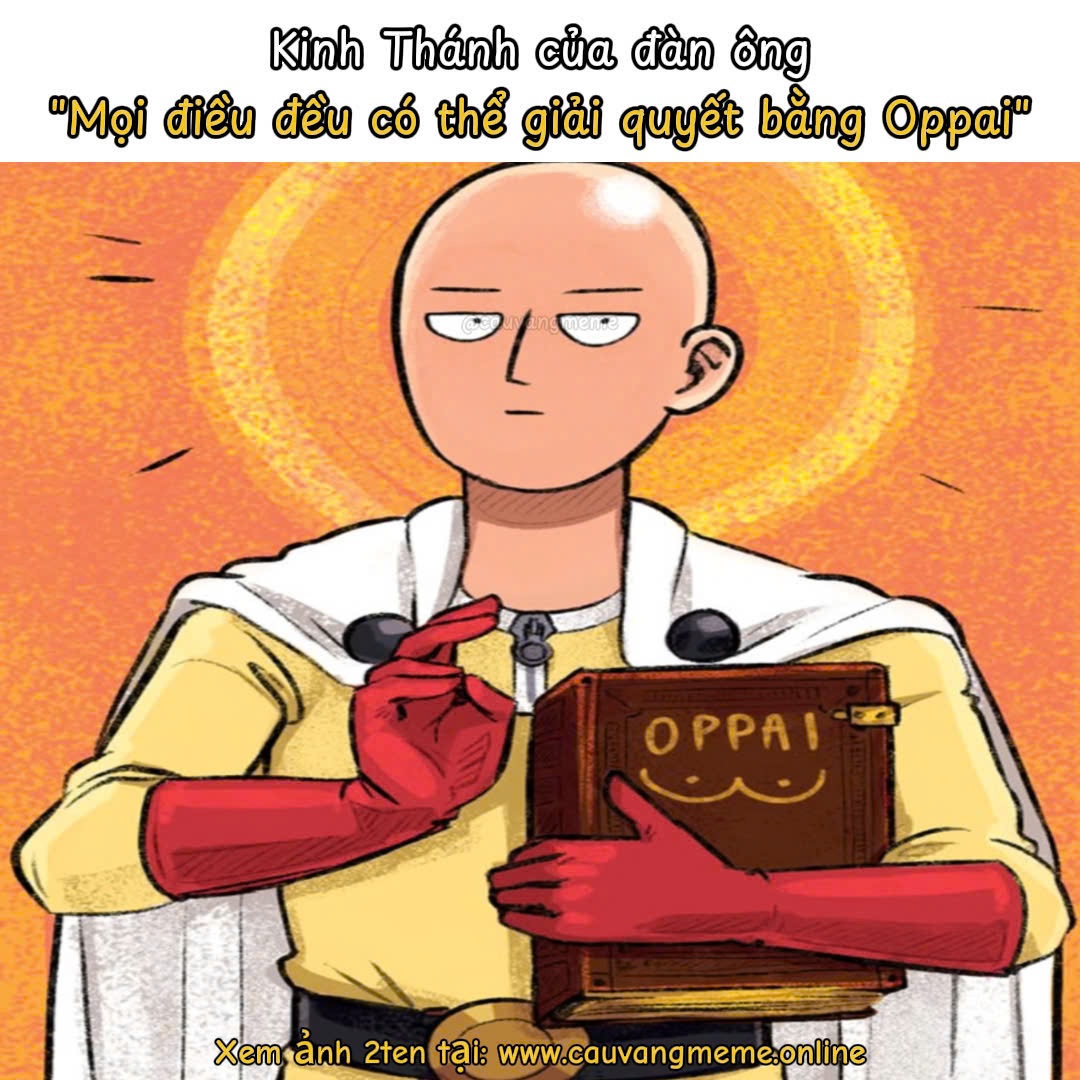 Kinh Thánh của đàn ông
"Mọi điều đều có thể giải quyết bằng Oppai"
@cauvangmeme
OPPAI
Xem ảnh 2ten tại: www.cauvangmeme.online